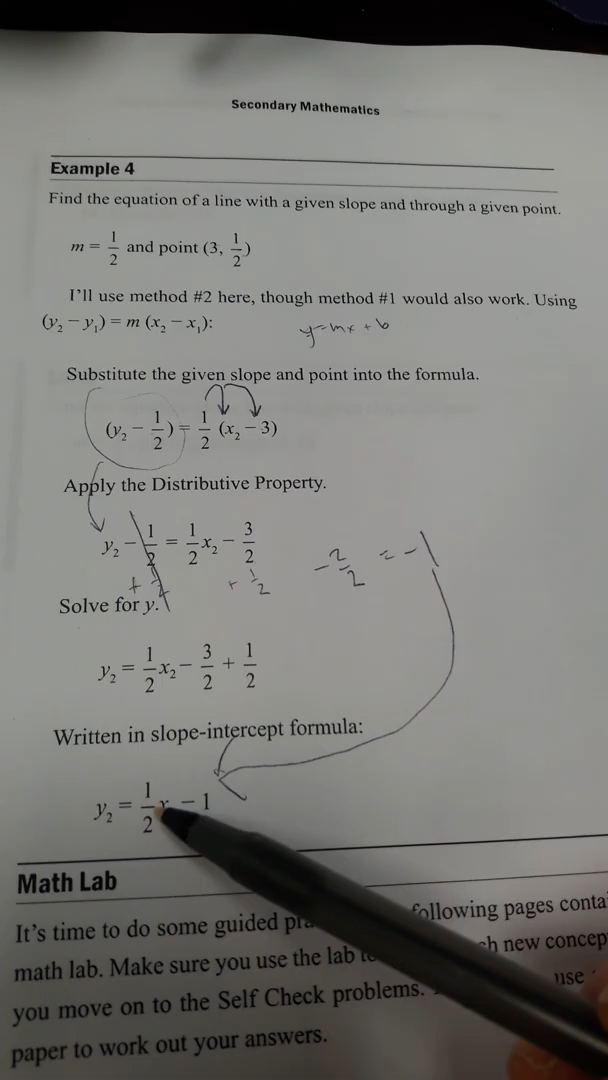 Secondary Mathematics
Example 4
Find the equation of a line with a given slope and through a given point.
m = 1/2 and point (3, 1/2)
I'll use method #2 here, though method #1 would also work. Using
(y₂ − y₁) = m (x₂ − x₁):
y=mx + b
Substitute the given slope and point into the formula.
(y₂ − 1/2) = 1/2 (x₂ − 3)
Apply the Distributive Property.
y₂ − 1/2 = 1/2 x₂ − 3/2
+ 1/2 + 1/2
−2/2 = −1
Solve for y.
y₂ = 1/2 x₂ − 3/2 + 1/2
Written in slope-intercept formula:
y₂ = 1/2 x − 1
Math Lab
It's time to do some guided following pages
math lab. Make sure you use the lab new
you move on to the Self Check problems. use
paper to work out your answers.